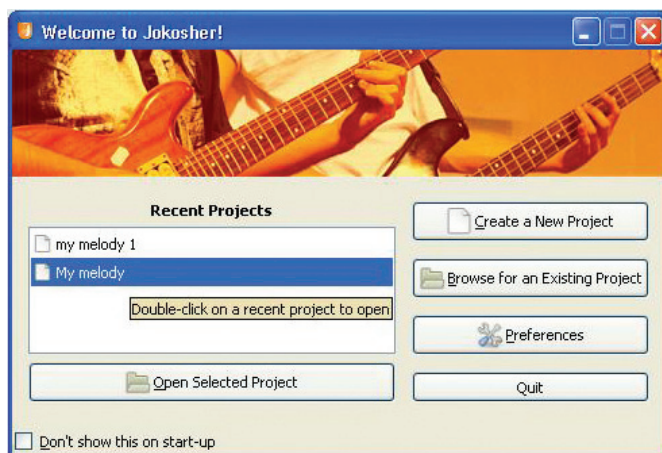 Welcome to Jokosher!
Recent Projects
my melody 1
My melody
Double-click on a recent project to open
Open Selected Project
Create a New Project
Browse for an Existing Project
Preferences
Quit
Don't show this on start-up